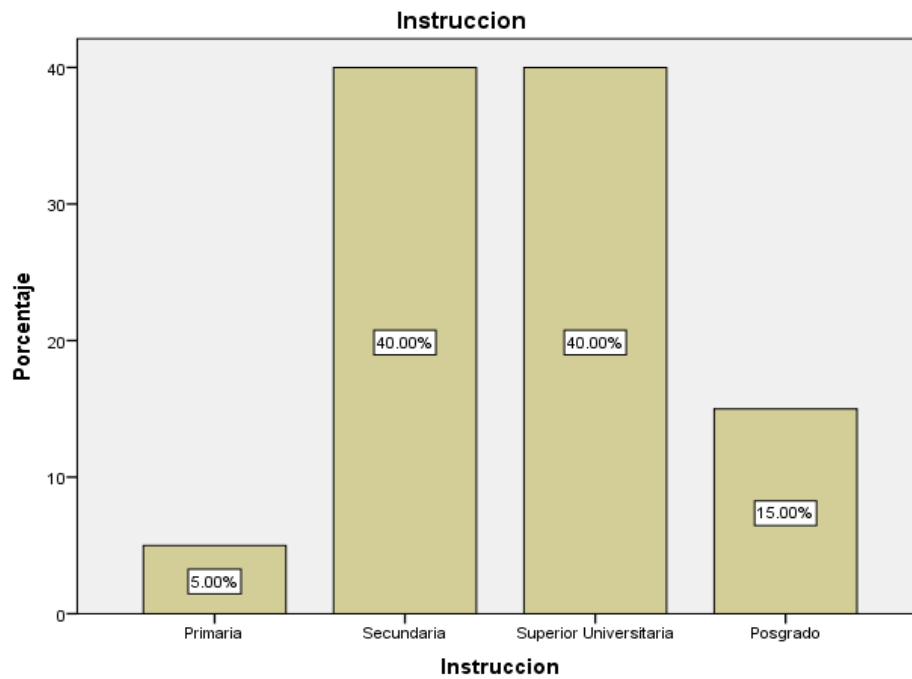 Instruccion
40
30
20
10
0
Porcentaje
5.00%
40.00%
40.00%
15.00%
Primaria
Secundaria
Superior Universitaria
Posgrado
Instruccion